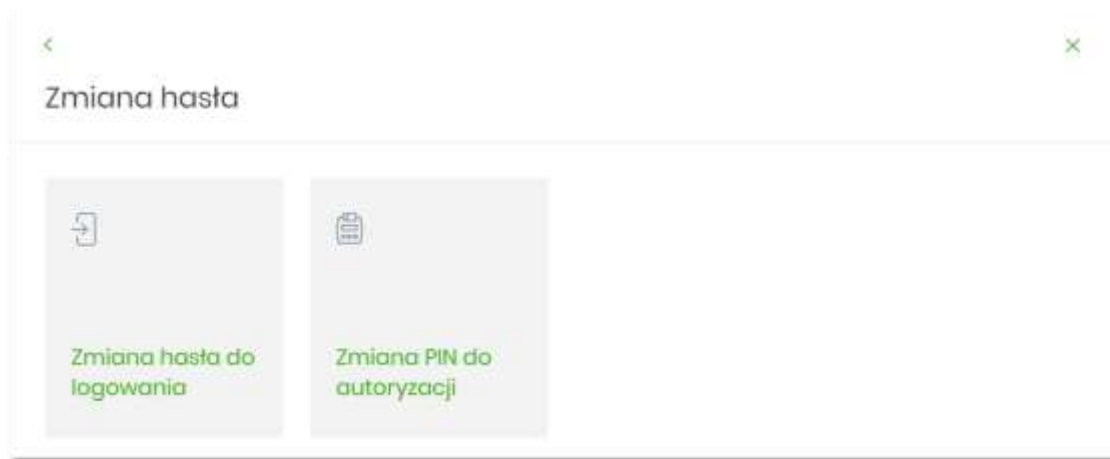 Zmiana hasła
Zmiana hasła do
logowania
Zmiana PIN do
autoryzacji